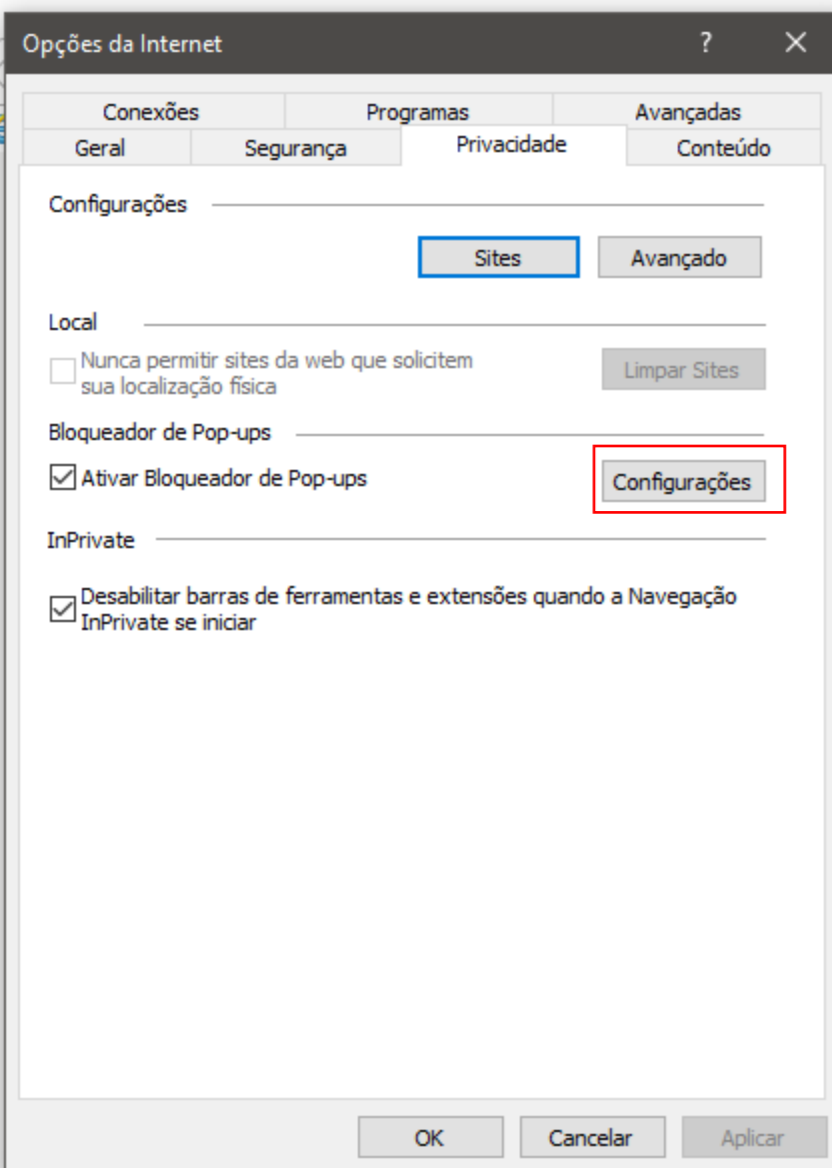 Opções da Internet ? ✕
Conexões Programas Avançadas
Geral Segurança Privacidade Conteúdo
Configurações
Sites Avançado
Local
Nunca permitir sites da web que solicitem
sua localização física
Limpar Sites
Bloqueador de Pop-ups
Ativar Bloqueador de Pop-ups Configurações
InPrivate
Desabilitar barras de ferramentas e extensões quando a Navegação
InPrivate se iniciar
OK Cancelar Aplicar